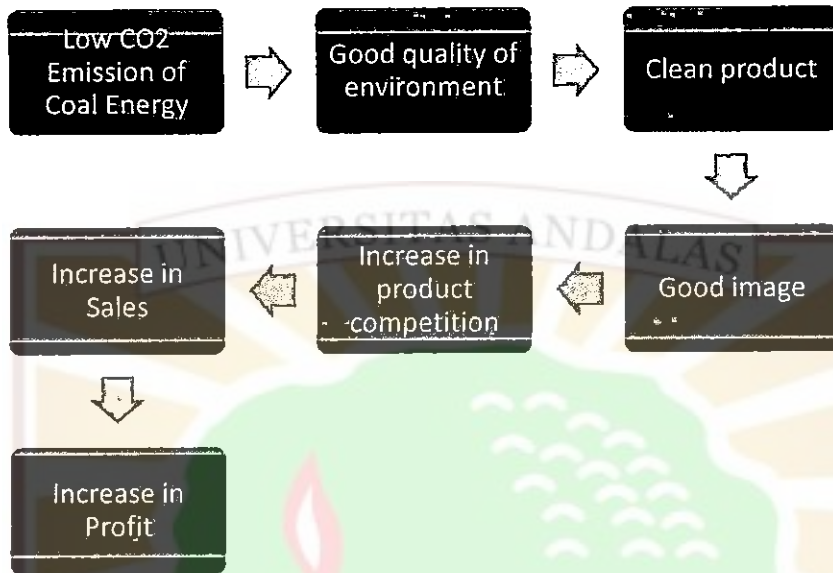 Low CO2
Emission of
Coal Energy
Good quality of
environment
Clean product
UNIVERSITAS ANDALAS
Good image
Increase in
product
competition
Increase in
Sales
Increase in
Profit